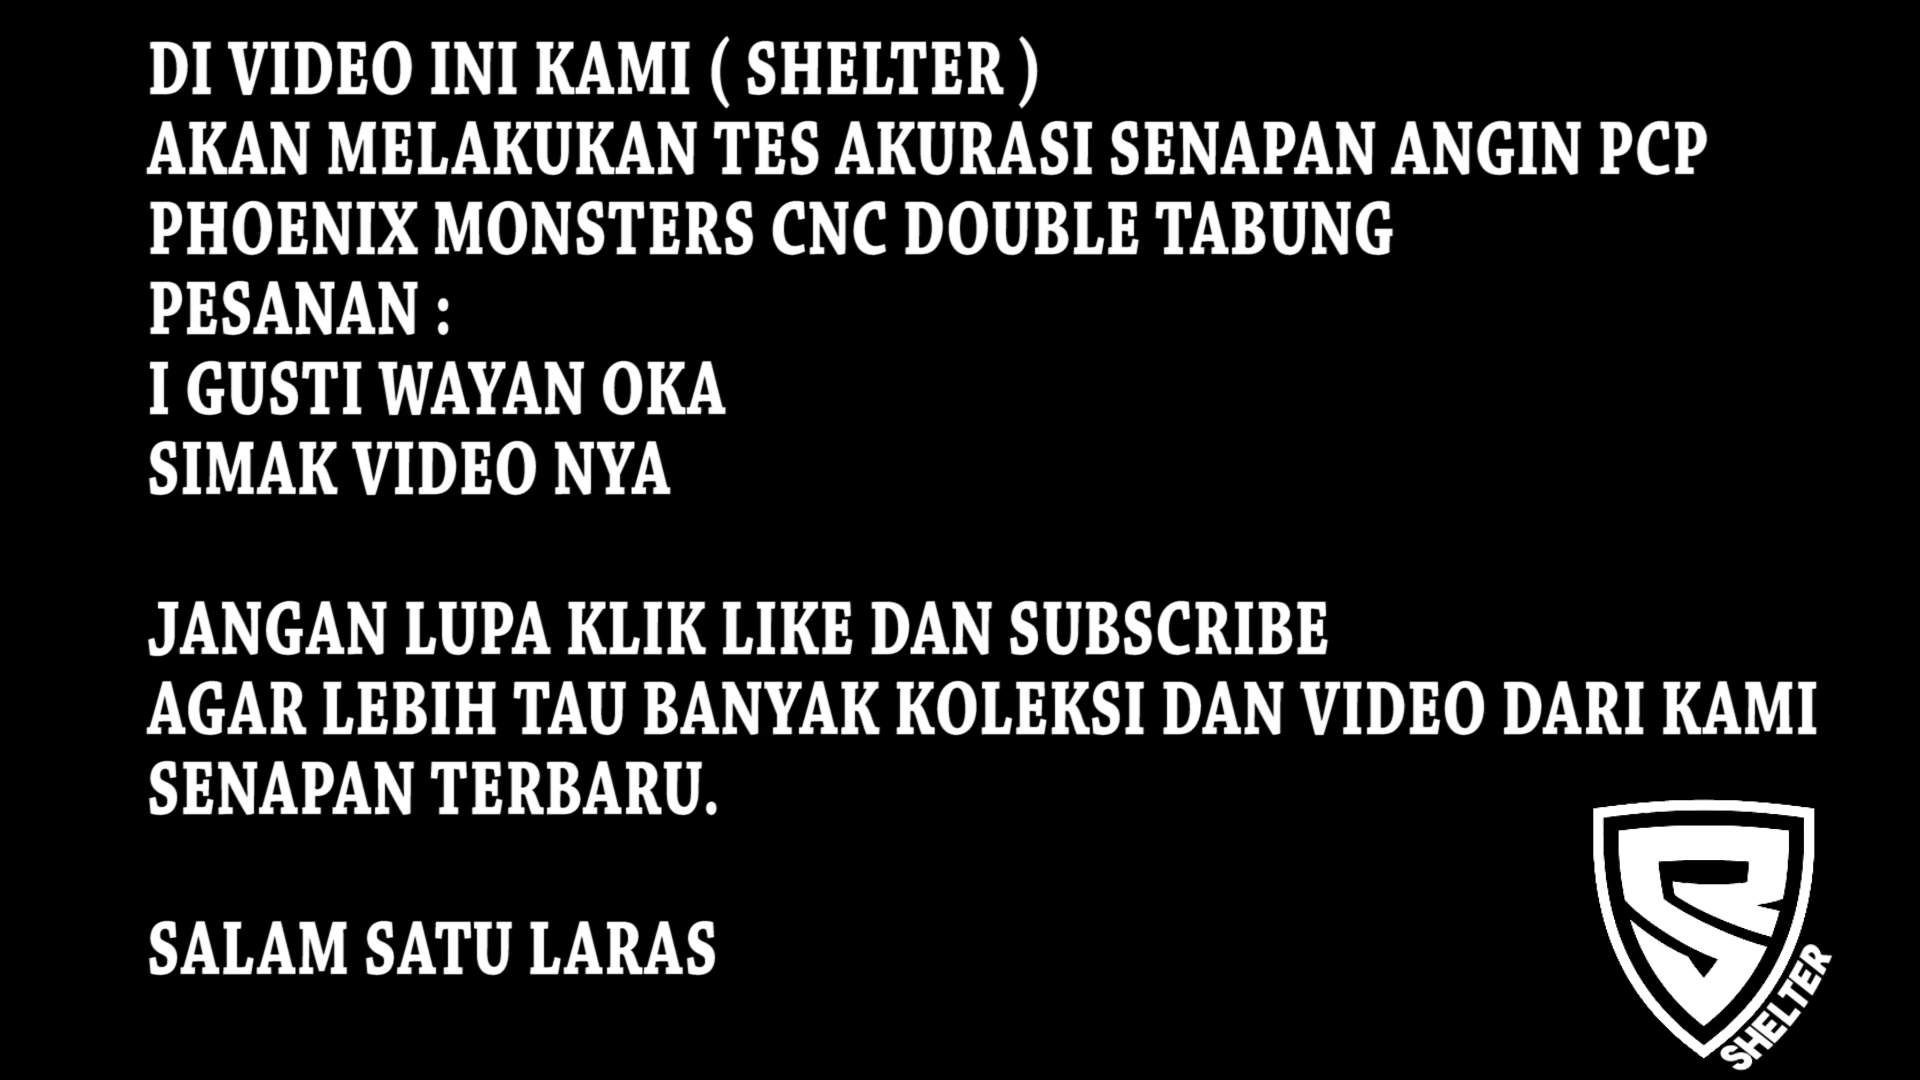 DI VIDEO INI KAMI ( SHELTER )
AKAN MELAKUKAN TES AKURASI SENAPAN ANGIN PCP
PHOENIX MONSTERS CNC DOUBLE TABUNG
PESANAN :
I GUSTI WAYAN OKA
SIMAK VIDEO NYA
JANGAN LUPA KLIK LIKE DAN SUBSCRIBE
AGAR LEBIH TAU BANYAK KOLEKSI DAN VIDEO DARI KAMI
SENAPAN TERBARU.
SALAM SATU LARAS
SHELTER